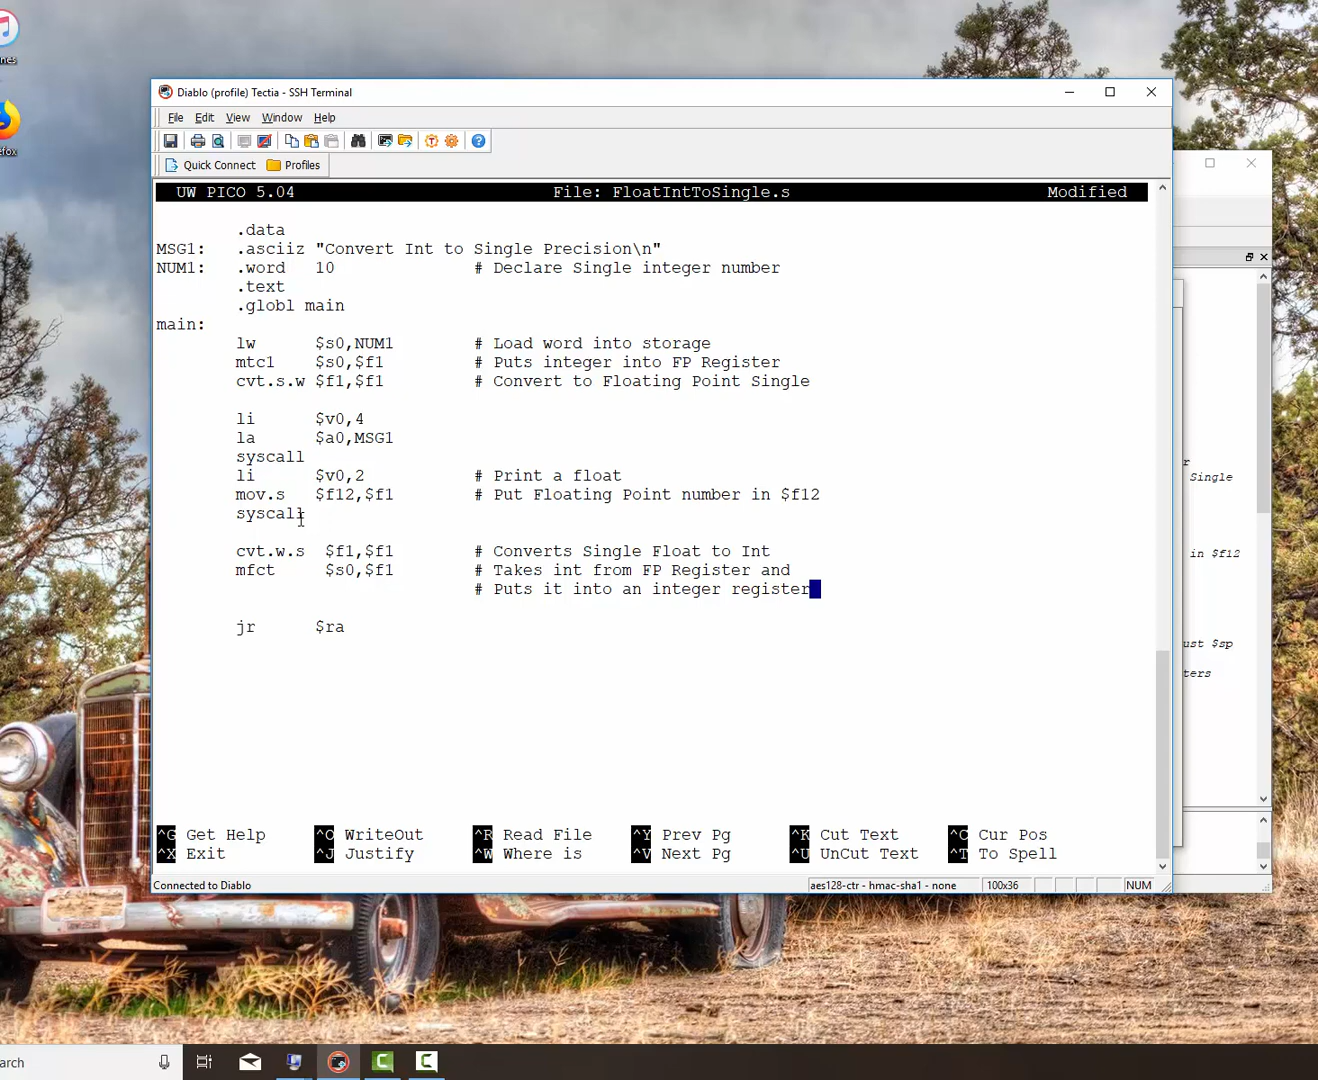 nes
efox
Diablo (profile) Tectia - SSH Terminal
File Edit View Window Help
Quick Connect Profiles
UW PICO 5.04 File: FloatIntToSingle.s Modified
.data
MSG1: .asciiz "Convert Int to Single Precision\n"
NUM1: .word 10 # Declare Single integer number
.text
.globl main
main:
lw $s0,NUM1 # Load word into storage
mtc1 $s0,$f1 # Puts integer into FP Register
cvt.s.w $f1,$f1 # Convert to Floating Point Single
li $v0,4
la $a0,MSG1
syscall
li $v0,2 # Print a float
mov.s $f12,$f1 # Put Floating Point number in $f12
syscall
cvt.w.s $f1,$f1 # Converts Single Float to Int
mfct $s0,$f1 # Takes int from FP Register and
# Puts it into an integer register
jr $ra
^G Get Help ^O WriteOut ^R Read File ^Y Prev Pg ^K Cut Text ^C Cur Pos
^X Exit ^J Justify ^W Where is ^V Next Pg ^U UnCut Text ^T To Spell
Connected to Diablo aes128-ctr - hmac-sha1 - none 100x36 NUM
r
Single
in $f12
ust $sp
ters
arch